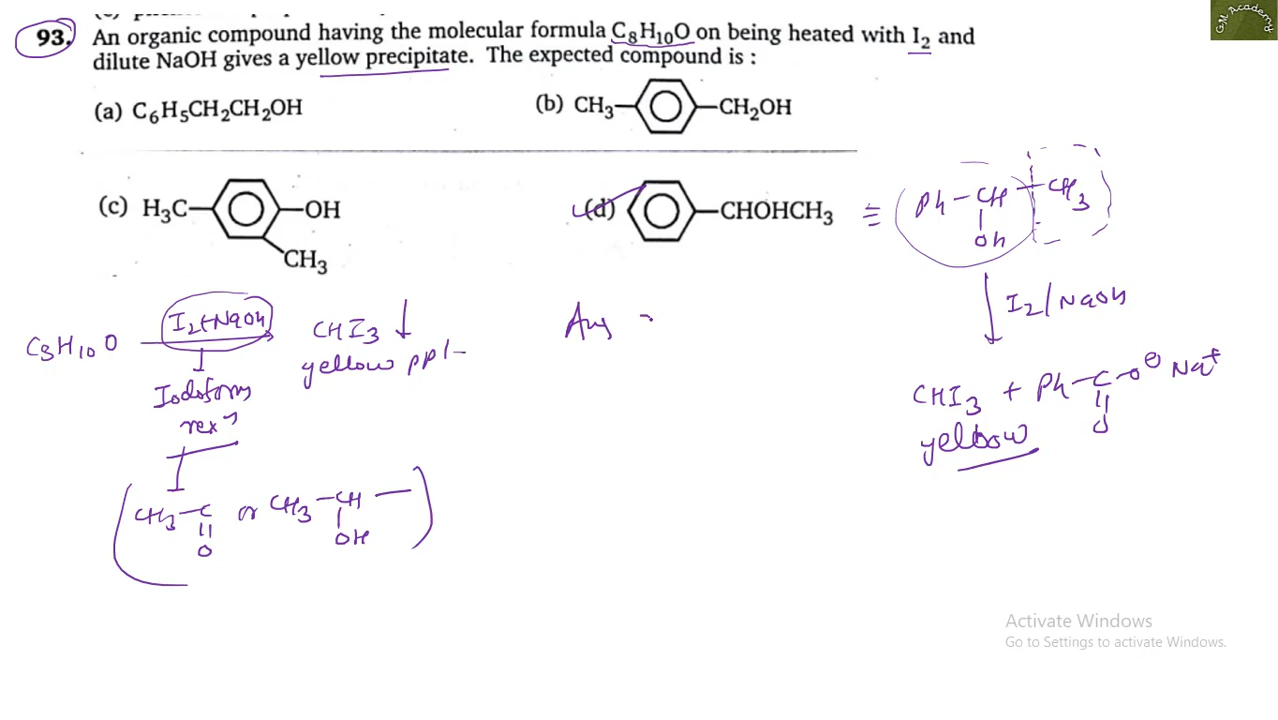 GM Academy
93. An organic compound having the molecular formula C₈H₁₀O on being heated with I₂ and
dilute NaOH gives a yellow precipitate. The expected compound is :
(a) C₆H₅CH₂CH₂OH
(b) CH₃— —CH₂OH
(c) H₃C— —OH
CH₃
(d) —CHOHCH₃ ≡ Ph–CH–CH₃
OH
C₈H₁₀O I₂+NaOH CHI₃ ↓
yellow ppt
Iodoform
rexⁿ
CH₃–C or CH₃–CH—
O OH
Ans
I₂/NaOH
CHI₃ + Ph–C–O⊖ Na⁺
O
yellow
Activate Windows
Go to Settings to activate Windows.